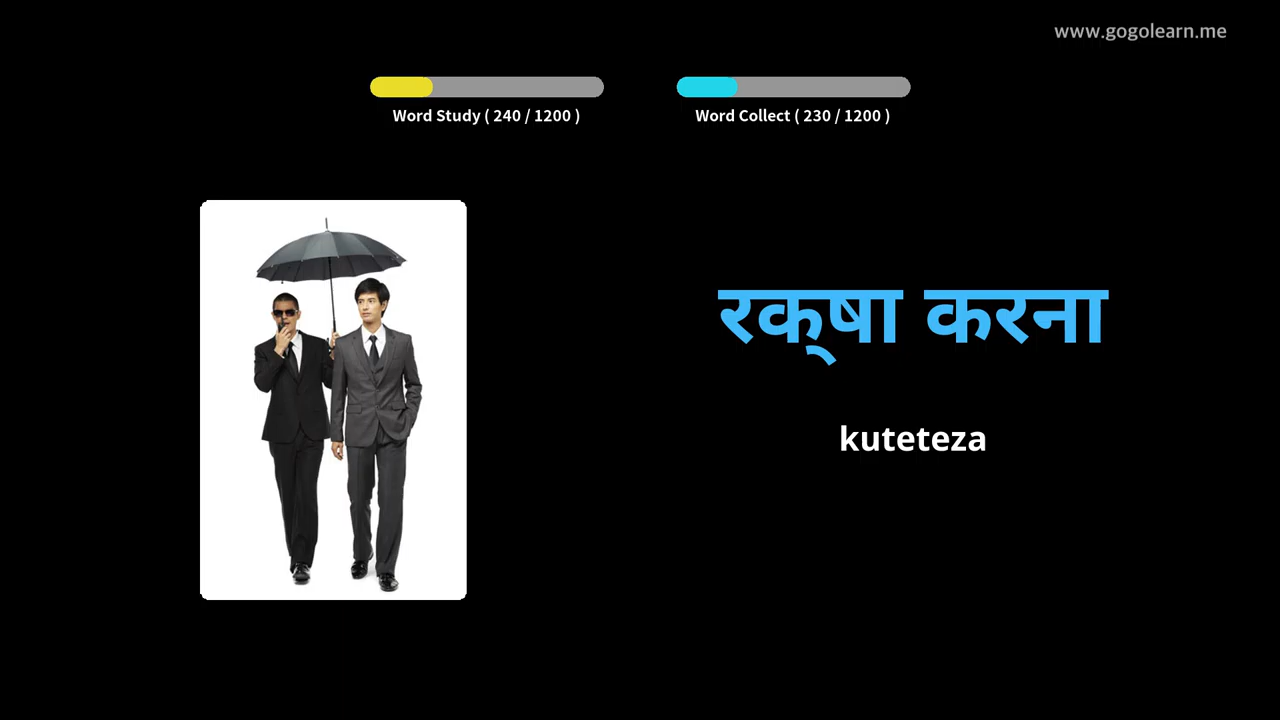 www.gogolearn.me
Word Study ( 240 / 1200 )
Word Collect ( 230 / 1200 )
रक्षा करना
kuteteza